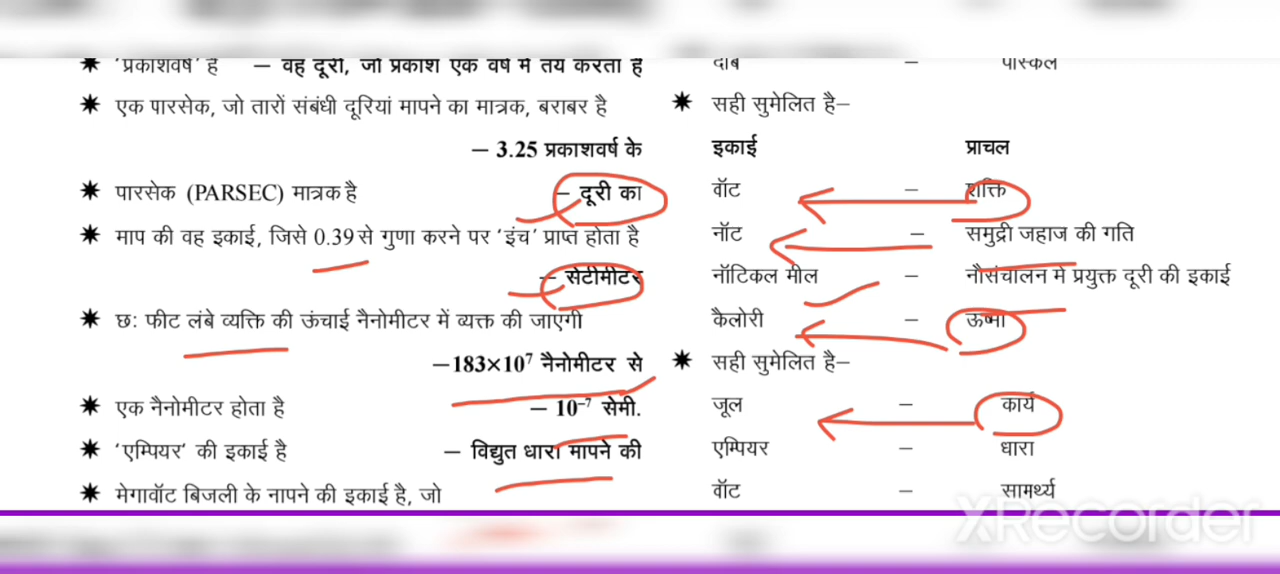 ✷ 'प्रकाशवर्ष' है – वह दूरी, जो प्रकाश एक वर्ष में तय करता है
✷ एक पारसेक, जो तारों संबंधी दूरियां मापने का मात्रक, बराबर है
– 3.25 प्रकाशवर्ष के
✷ पारसेक (PARSEC) मात्रक है – दूरी का
✷ माप की वह इकाई, जिसे 0.39 से गुणा करने पर 'इंच' प्राप्त होता है
– सेंटीमीटर
✷ छः फीट लंबे व्यक्ति की ऊंचाई नैनोमीटर में व्यक्त की जाएगी
–183×10⁷ नैनोमीटर से
✷ एक नैनोमीटर होता है – 10⁻⁷ सेमी.
✷ 'एम्पियर' की इकाई है – विद्युत धारा मापने की
✷ मेगावॉट बिजली के नापने की इकाई है, जो
दाब – पास्कल
✷ सही सुमेलित है–
इकाई प्राचल
वॉट – शक्ति
नॉट – समुद्री जहाज की गति
नॉटिकल मील – नौसंचालन में प्रयुक्त दूरी की इकाई
कैलोरी – ऊष्मा
✷ सही सुमेलित है–
जूल – कार्य
एम्पियर – धारा
वॉट – सामर्थ्य
XRecorder